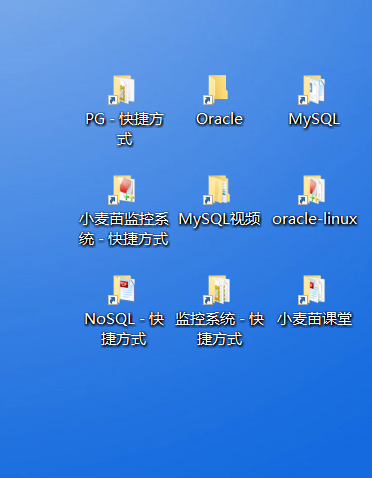 PG - 快捷方
式
Oracle
MySQL
小麦苗监控系
统 - 快捷方式
MySQL视频
oracle-linux
NoSQL - 快
捷方式
监控系统 - 快
捷方式
小麦苗课堂